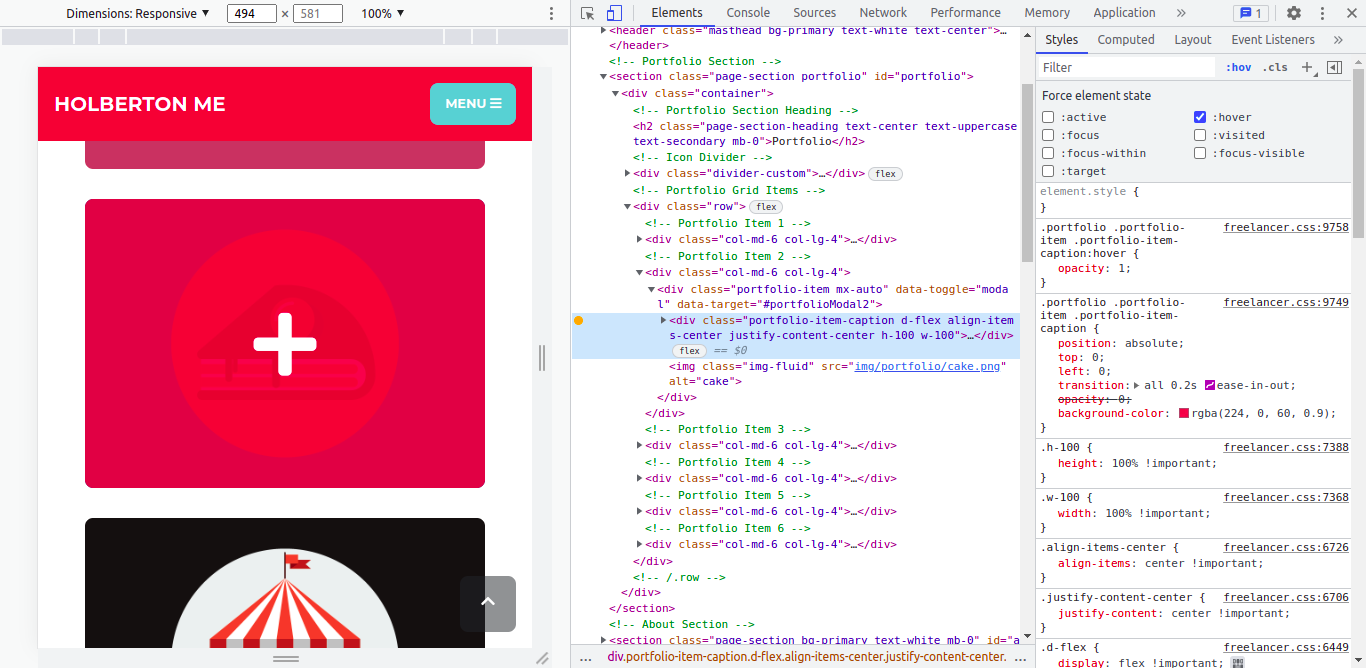 Dimensions: Responsive ▼ 494 × 581 100% ▼
HOLBERTON ME
MENU ☰
Elements Console Sources Network Performance Memory Application » 1
<header class="masthead bg-primary text-white text-center">…
</header>
<!-- Portfolio Section -->
<section class="page-section portfolio" id="portfolio">
<div class="container">
<!-- Portfolio Section Heading -->
<h2 class="page-section-heading text-center text-uppercase
text-secondary mb-0">Portfolio</h2>
<!-- Icon Divider -->
<div class="divider-custom">…</div> flex
<!-- Portfolio Grid Items -->
<div class="row"> flex
<!-- Portfolio Item 1 -->
<div class="col-md-6 col-lg-4">…</div>
<!-- Portfolio Item 2 -->
<div class="col-md-6 col-lg-4">
<div class="portfolio-item mx-auto" data-toggle="moda
l" data-target="#portfolioModal2">
<div class="portfolio-item-caption d-flex align-item
s-center justify-content-center h-100 w-100">…</div>
flex == $0
<img class="img-fluid" src="img/portfolio/cake.png"
alt="cake">
</div>
</div>
<!-- Portfolio Item 3 -->
<div class="col-md-6 col-lg-4">…</div>
<!-- Portfolio Item 4 -->
<div class="col-md-6 col-lg-4">…</div>
<!-- Portfolio Item 5 -->
<div class="col-md-6 col-lg-4">…</div>
<!-- Portfolio Item 6 -->
<div class="col-md-6 col-lg-4">…</div>
</div>
<!-- /.row -->
</div>
</section>
<!-- About Section -->
<section class="page-section bg-primary text-white mb-0" id="a
… div.portfolio-item-caption.d-flex.align-items-center.justify-content-center. …
Styles Computed Layout Event Listeners »
Filter :hov .cls +
Force element state
:active :hover
:focus :visited
:focus-within :focus-visible
:target
element.style {
}
.portfolio .portfolio- freelancer.css:9758
item .portfolio-item-
caption:hover {
opacity: 1;
}
.portfolio .portfolio- freelancer.css:9749
item .portfolio-item-
caption {
position: absolute;
top: 0;
left: 0;
transition: all 0.2s ease-in-out;
opacity: 0;
background-color: rgba(224, 0, 60, 0.9);
}
.h-100 { freelancer.css:7388
height: 100% !important;
}
.w-100 { freelancer.css:7368
width: 100% !important;
}
.align-items-center { freelancer.css:6726
align-items: center !important;
}
.justify-content-center { freelancer.css:6706
justify-content: center !important;
}
.d-flex { freelancer.css:6449
display: flex !important;